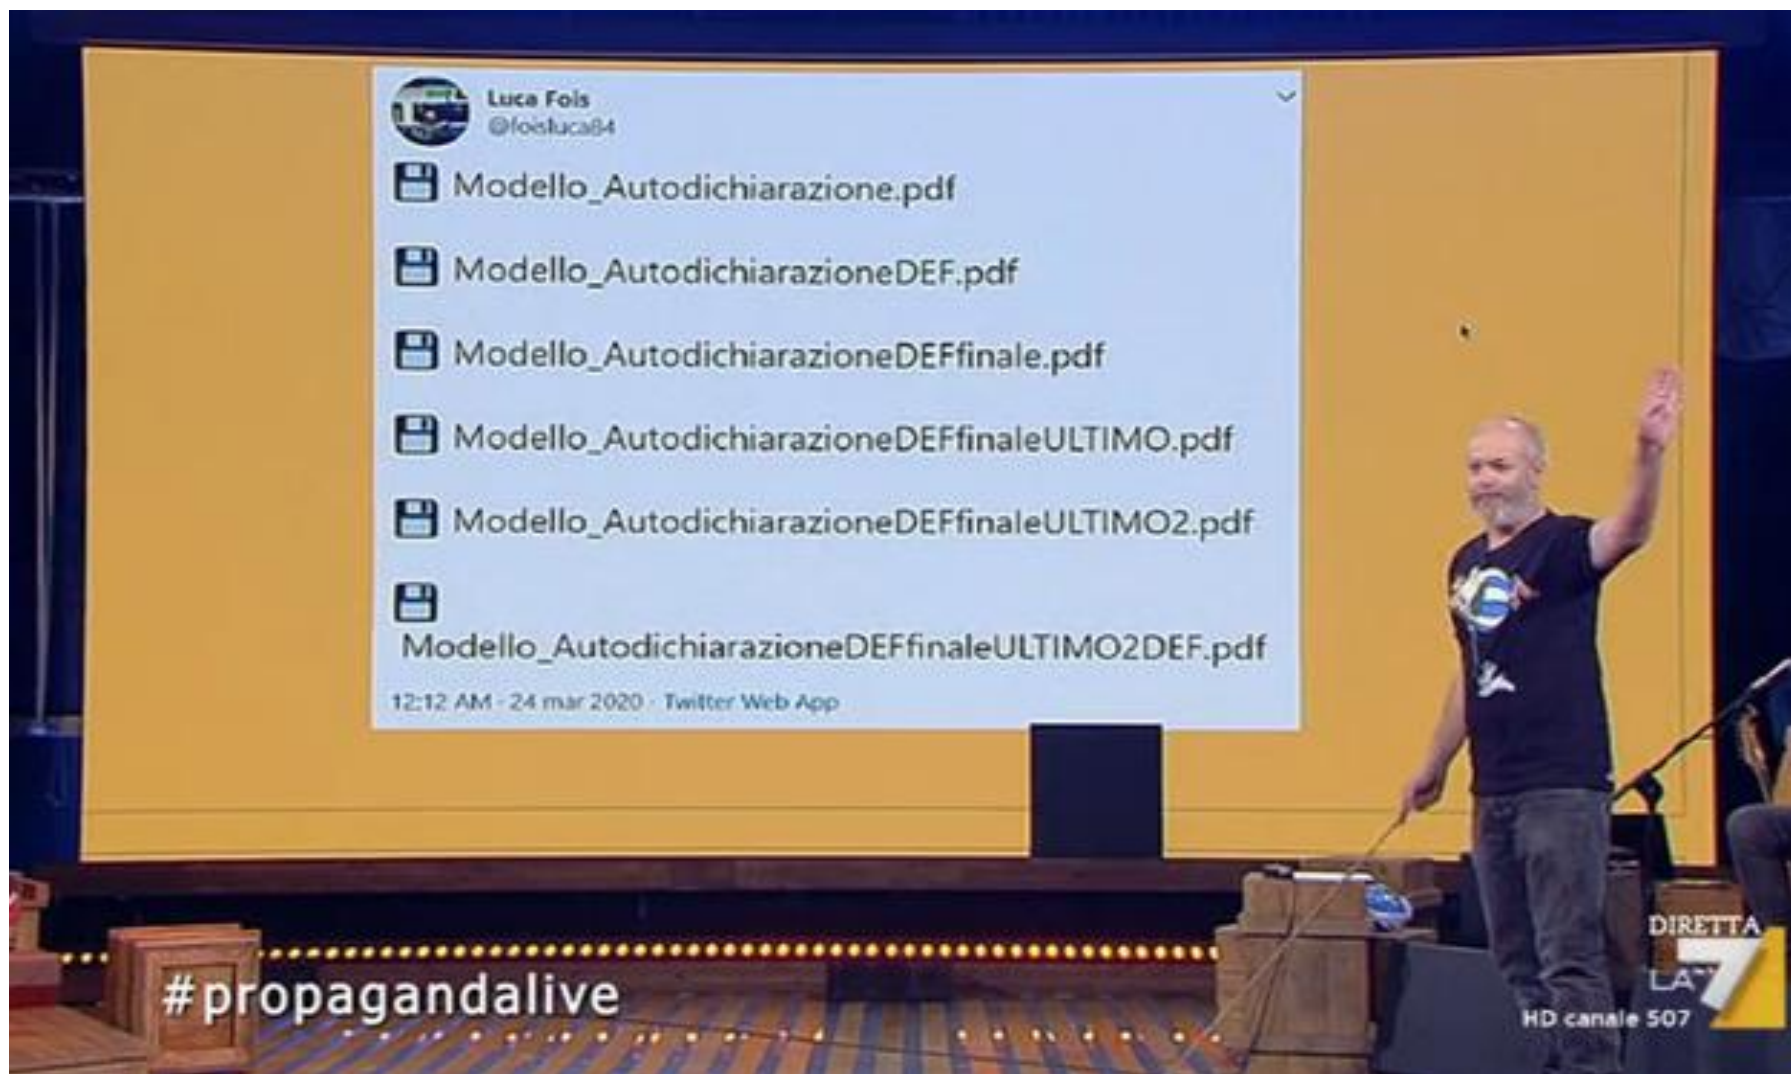 Luca Fois
@foisluca84
Modello_Autodichiarazione.pdf
Modello_AutodichiarazioneDEF.pdf
Modello_AutodichiarazioneDEFfinale.pdf
Modello_AutodichiarazioneDEFfinaleULTIMO.pdf
Modello_AutodichiarazioneDEFfinaleULTIMO2.pdf
Modello_AutodichiarazioneDEFfinaleULTIMO2DEF.pdf
12:12 AM · 24 mar 2020 · Twitter Web App
#propagandalive
DIRETTA
LA7
HD canale 507